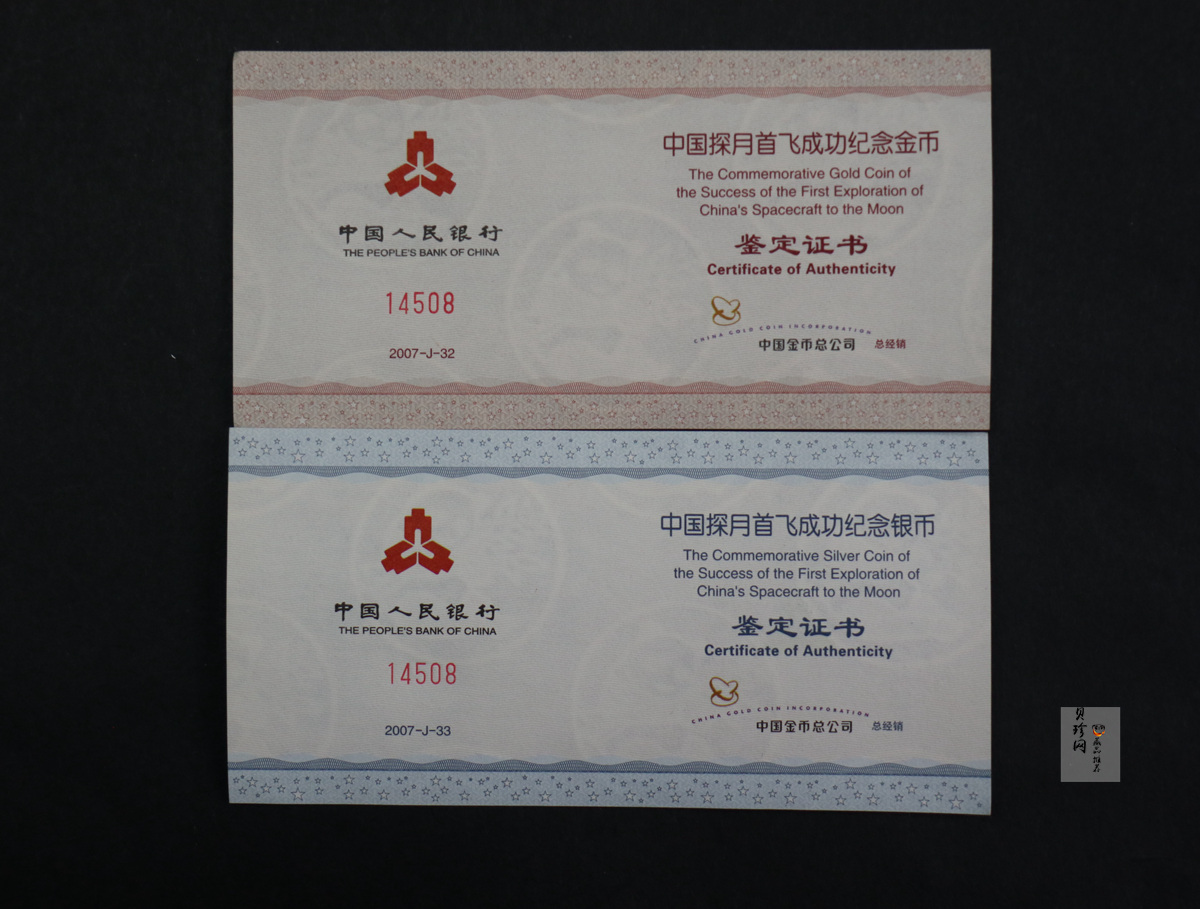 中国人民银行
THE PEOPLE'S BANK OF CHINA
14508
2007-J-32
中国探月首飞成功纪念金币
The Commemorative Gold Coin of
the Success of the First Exploration of
China's Spacecraft to the Moon
鉴定证书
Certificate of Authenticity
CHINA GOLD COIN INCORPORATION
中国金币总公司 总经销
中国人民银行
THE PEOPLE'S BANK OF CHINA
14508
2007-J-33
中国探月首飞成功纪念银币
The Commemorative Silver Coin of
the Success of the First Exploration of
China's Spacecraft to the Moon
鉴定证书
Certificate of Authenticity
CHINA GOLD COIN INCORPORATION
中国金币总公司 总经销
贝珍网
藏品推荐